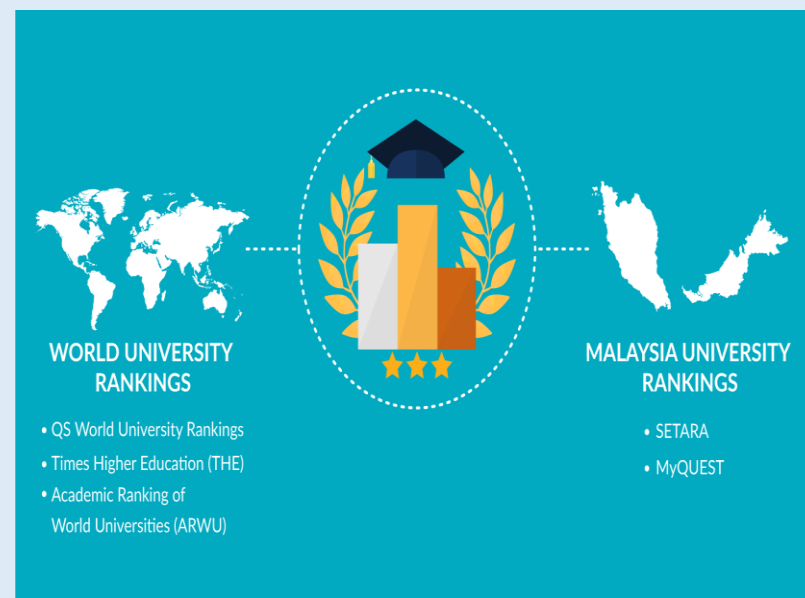 WORLD UNIVERSITY
RANKINGS
• QS World University Rankings
• Times Higher Education (THE)
• Academic Ranking of
World Universities (ARWU)
MALAYSIA UNIVERSITY
RANKINGS
• SETARA
• MyQUEST